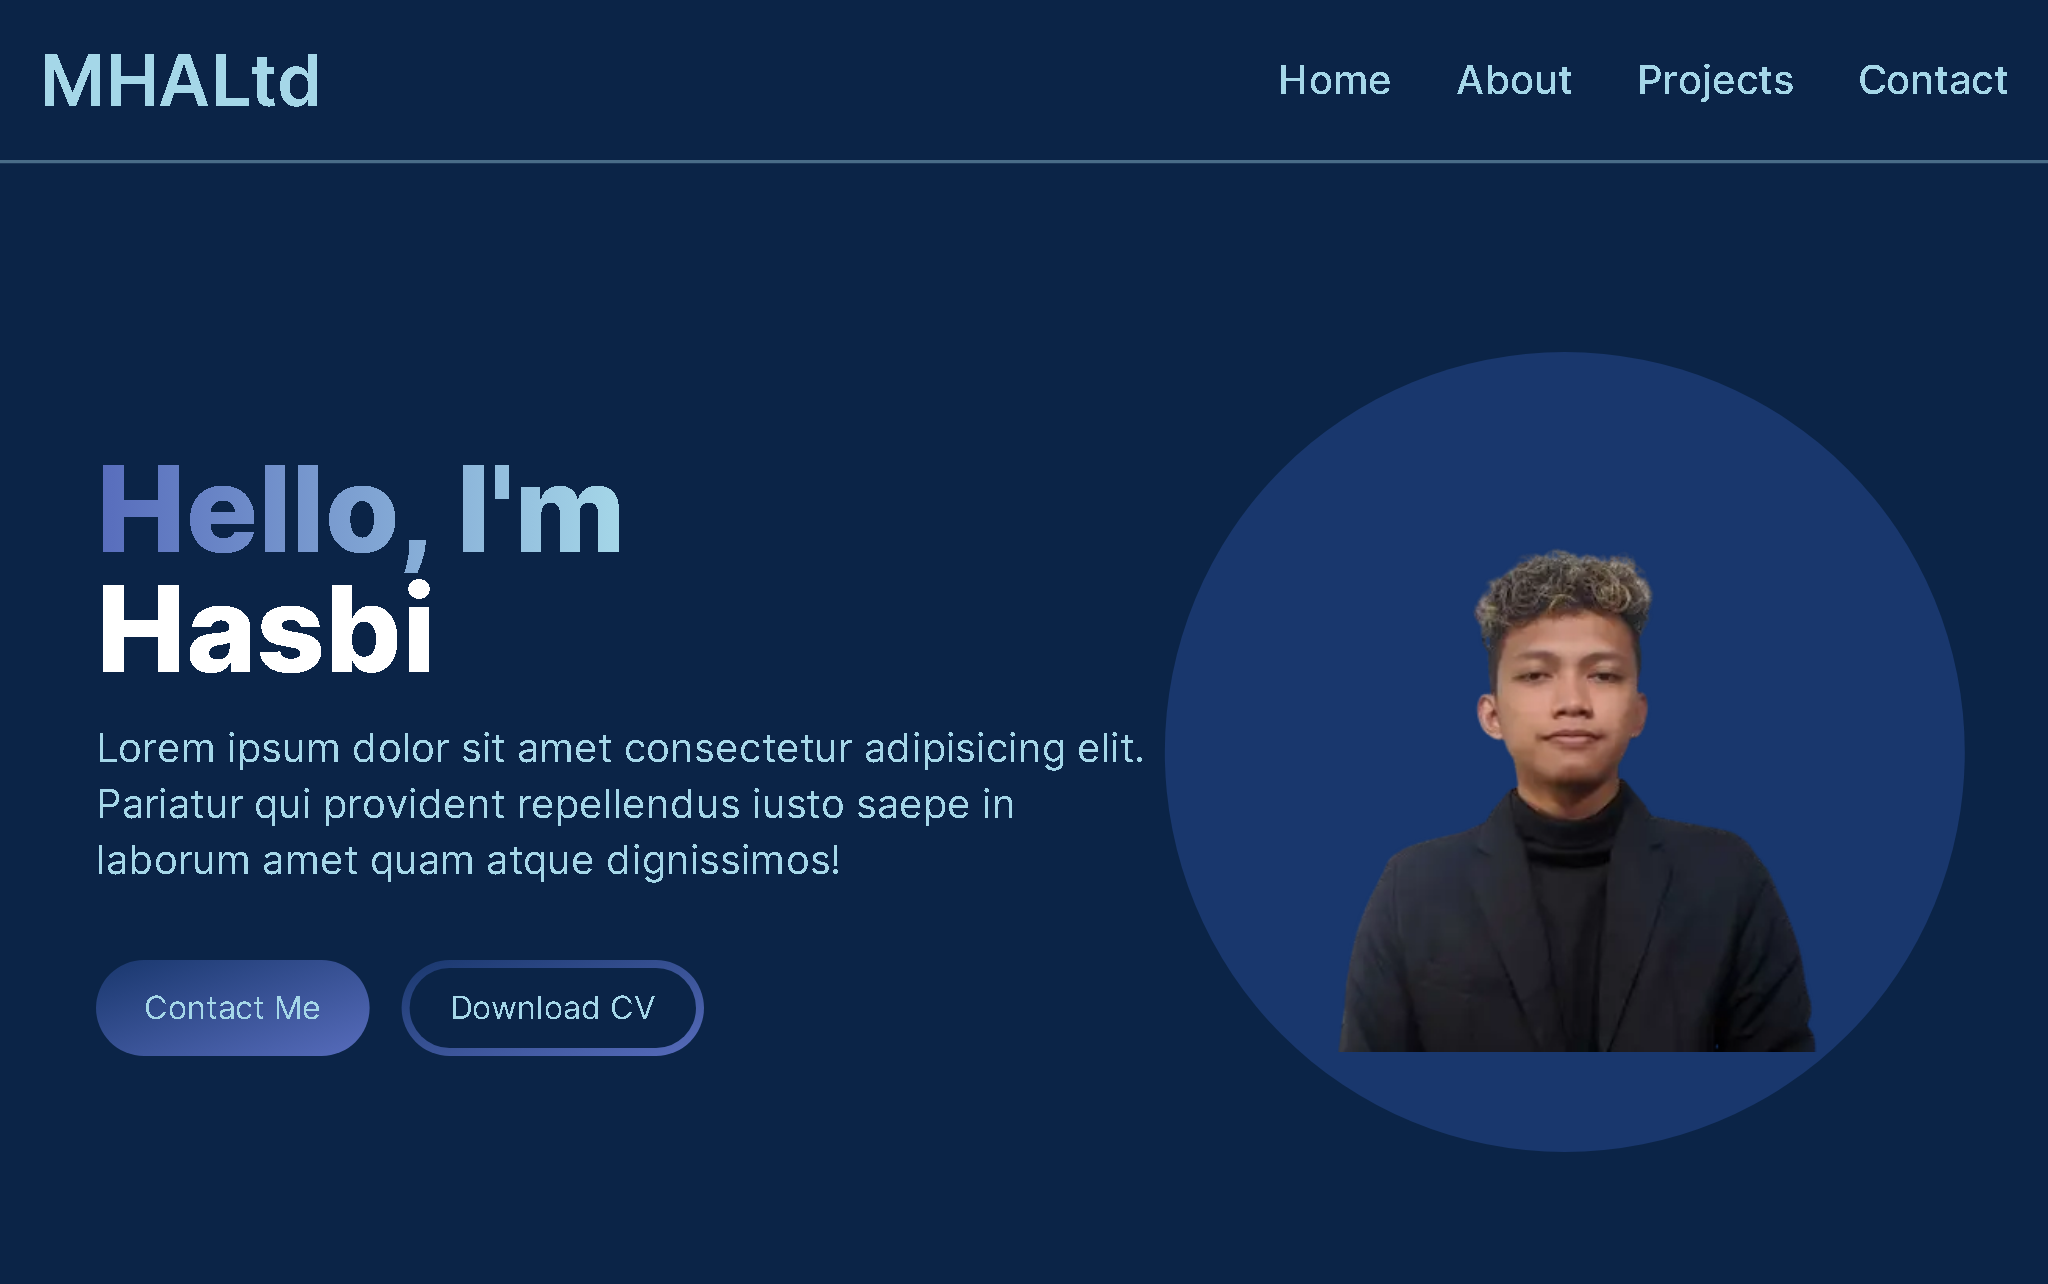 MHALtd
Home About Projects Contact
Hello, I'm
Hasbi
Lorem ipsum dolor sit amet consectetur adipisicing elit.
Pariatur qui provident repellendus iusto saepe in
laborum amet quam atque dignissimos!
Contact Me Download CV